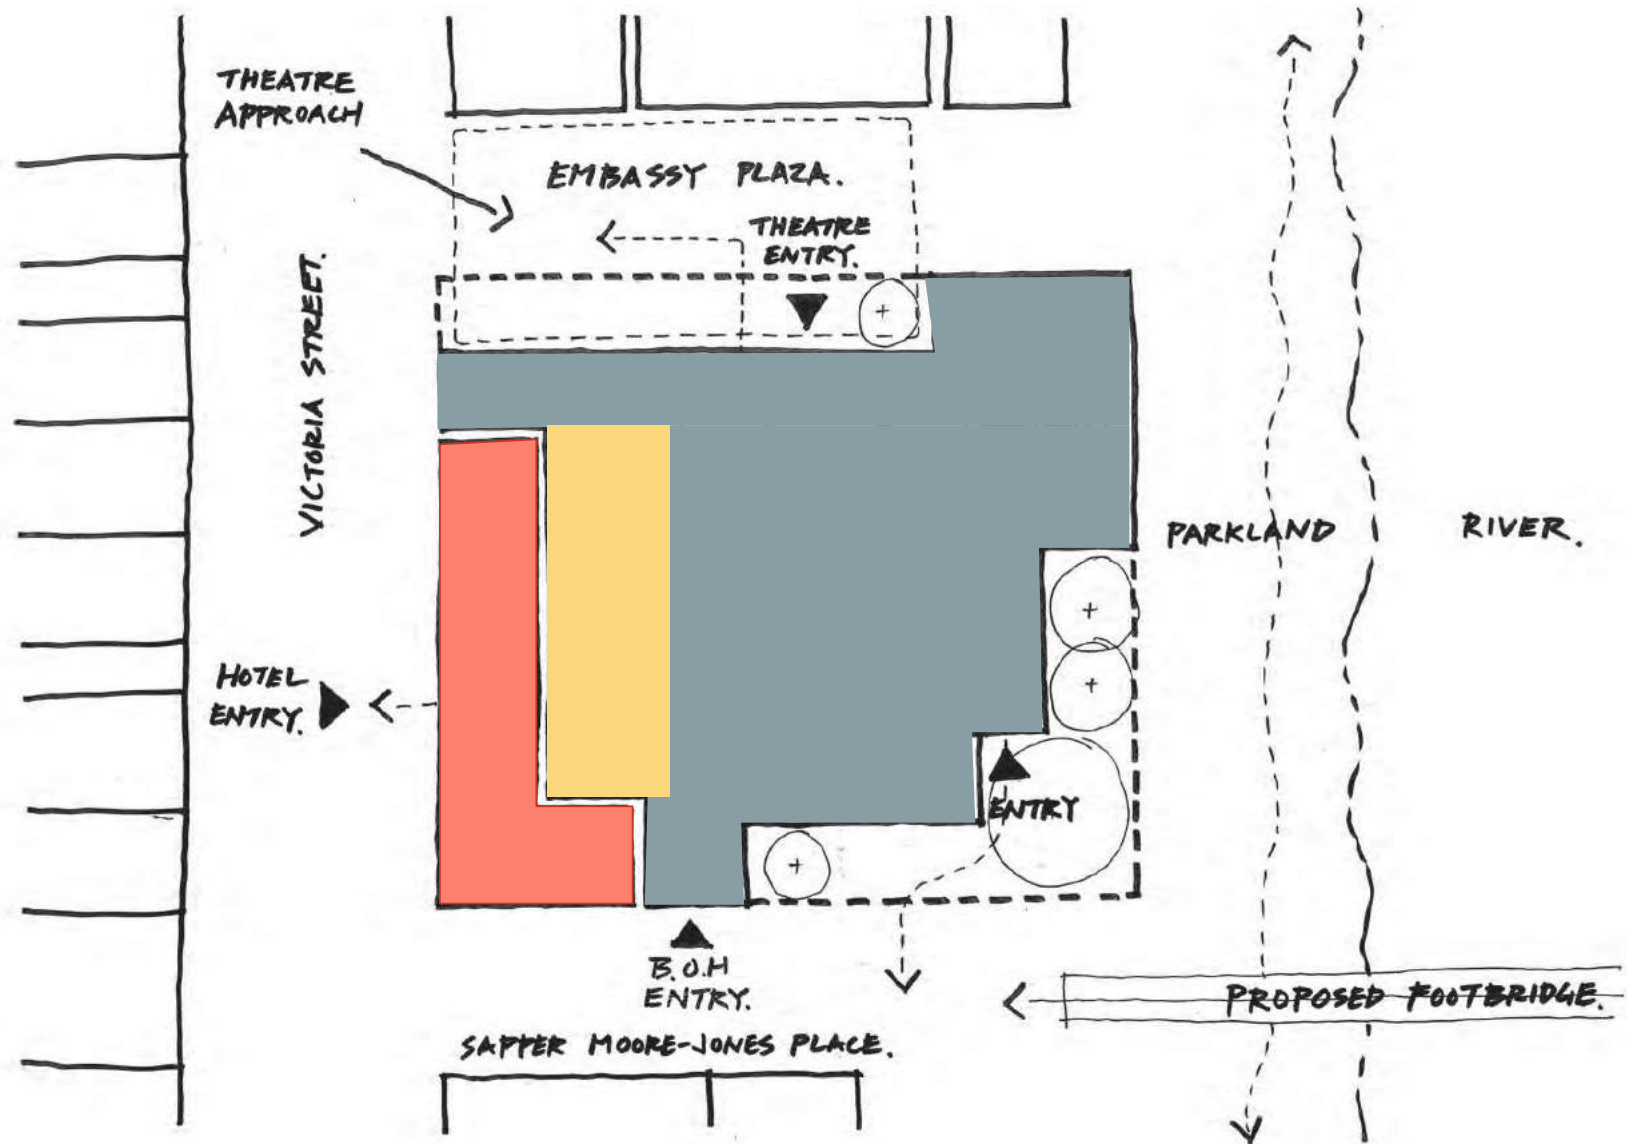 THEATRE
APPROACH
EMBASSY PLAZA.
THEATRE
ENTRY.
VICTORIA STREET.
PARKLAND
RIVER.
HOTEL
ENTRY.
ENTRY
B.O.H
ENTRY.
PROPOSED FOOTBRIDGE.
SAPPER MOORE-JONES PLACE.